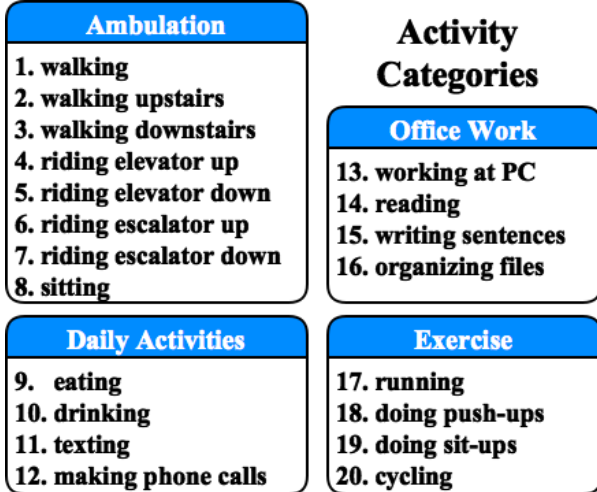 Ambulation
1. walking
2. walking upstairs
3. walking downstairs
4. riding elevator up
5. riding elevator down
6. riding escalator up
7. riding escalator down
8. sitting
Activity
Categories
Office Work
13. working at PC
14. reading
15. writing sentences
16. organizing files
Daily Activities
9. eating
10. drinking
11. texting
12. making phone calls
Exercise
17. running
18. doing push-ups
19. doing sit-ups
20. cycling